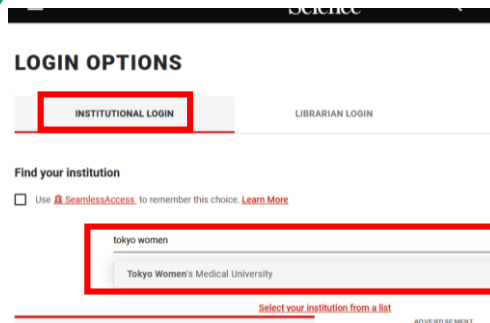 Science
LOGIN OPTIONS
INSTITUTIONAL LOGIN
LIBRARIAN LOGIN
Find your institution
Use SeamlessAccess to remember this choice. Learn More
tokyo women
Tokyo Women's Medical University
Select your institution from a list
ADVERTISEMENT